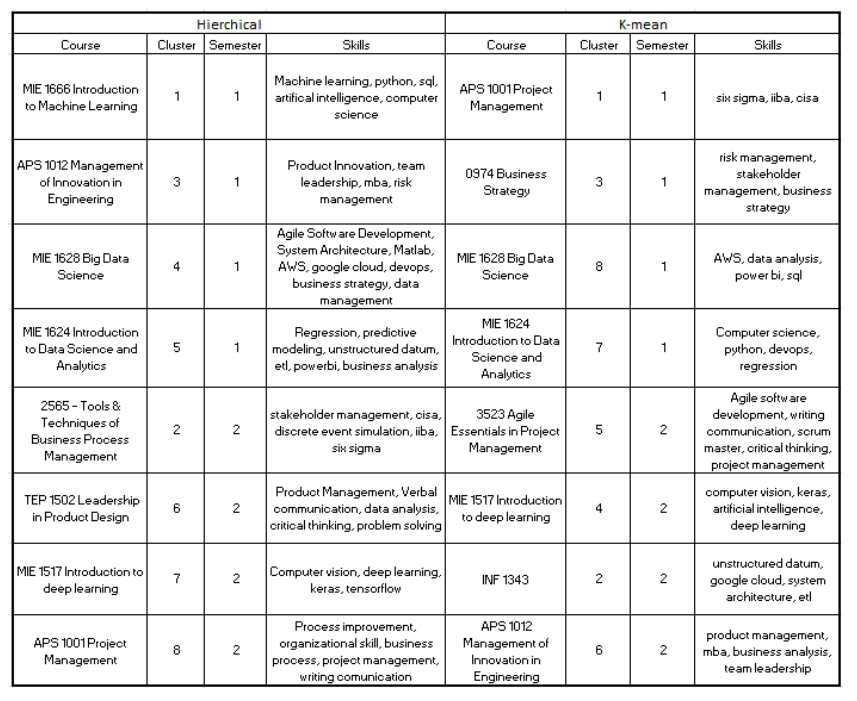 Hierchical
K-mean
Course
Cluster
Semester
Skills
Course
Cluster
Semester
Skills
MIE 1666 Introduction
to Machine Learning
1
1
Machine learning, python, sql,
artifical intelligence, computer
science
APS 1001 Project
Management
1
1
six sigma, iiba, cisa
APS 1012 Management
of Innovation in
Engineering
3
1
Product Innovation, team
leadership, mba, risk
management
0974 Business
Strategy
3
1
risk management,
stakeholder
management, business
strategy
MIE 1628 Big Data
Science
4
1
Agile Software Development,
System Architecture, Matlab,
AWS, google cloud, devops,
business strategy, data
management
MIE 1628 Big Data
Science
8
1
AWS, data analysis,
power bi, sql
MIE 1624 Introduction
to Data Science and
Analytics
5
1
Regression, predictive
modeling, unstructured datum,
etl, powerbi, business analysis
MIE 1624
Introduction to Data
Science and
Analytics
7
1
Computer science,
python, devops,
regression
2565 - Tools &
Techniques of
Business Process
Management
2
2
stakeholder management, cisa,
discrete event simulation, iiba,
six sigma
3523 Agile
Essentials in Project
Management
5
2
Agile software
development, writing
communication, scrum
master, critical thinking,
project management
TEP 1502 Leadership
in Product Design
6
2
Product Management, Verbal
communication, data analysis,
critical thinking, problem solving
MIE 1517 Introduction
to deep learning
4
2
computer vision, keras,
artificial intelligence,
deep learning
MIE 1517 Introduction to
deep learning
7
2
Computer vision, deep learning,
keras, tensorflow
INF 1343
2
2
unstructured datum,
google cloud, system
architecture, etl
APS 1001 Project
Management
8
2
Process improvement,
organizational skill, business
process, project management,
writing comunication
APS 1012
Management of
Innovation in
Engineering
6
2
product management,
mba, business analysis,
team leadership